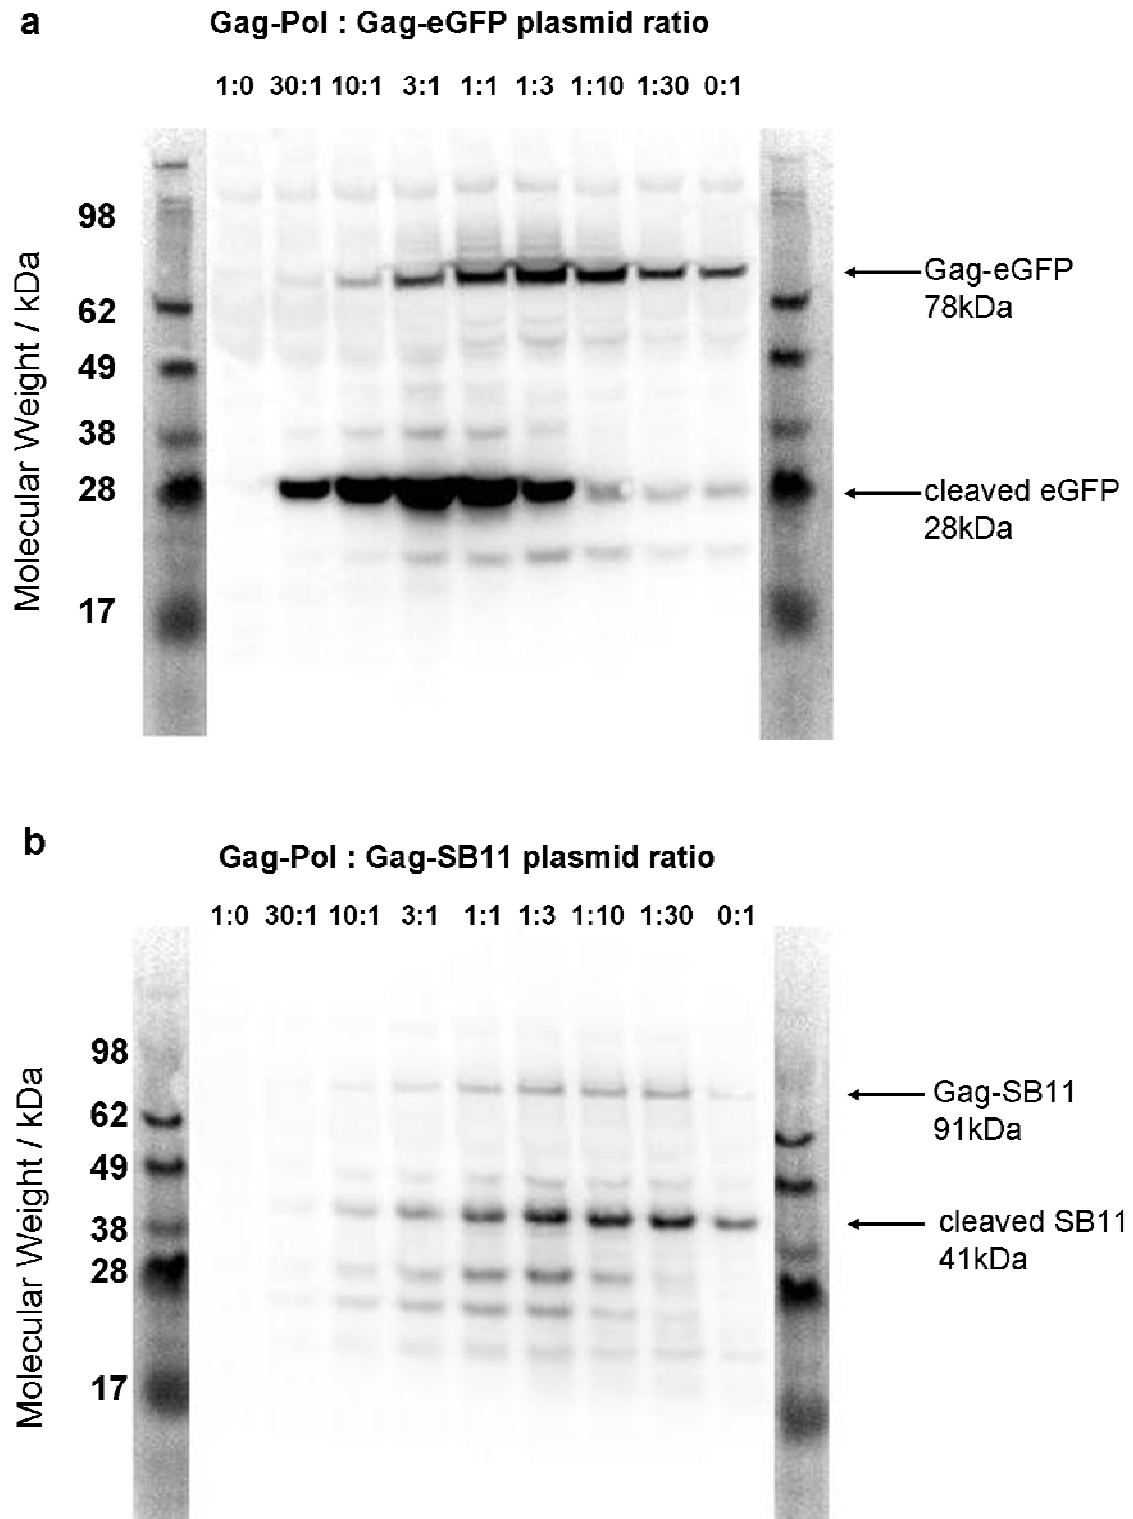 a
Gag-Pol : Gag-eGFP plasmid ratio
1:0 30:1 10:1 3:1 1:1 1:3 1:10 1:30 0:1
Molecular Weight / kDa
98
62
49
38
28
17
Gag-eGFP
78kDa
cleaved eGFP
28kDa
b
Gag-Pol : Gag-SB11 plasmid ratio
1:0 30:1 10:1 3:1 1:1 1:3 1:10 1:30 0:1
Molecular Weight / kDa
98
62
49
38
28
17
Gag-SB11
91kDa
cleaved SB11
41kDa